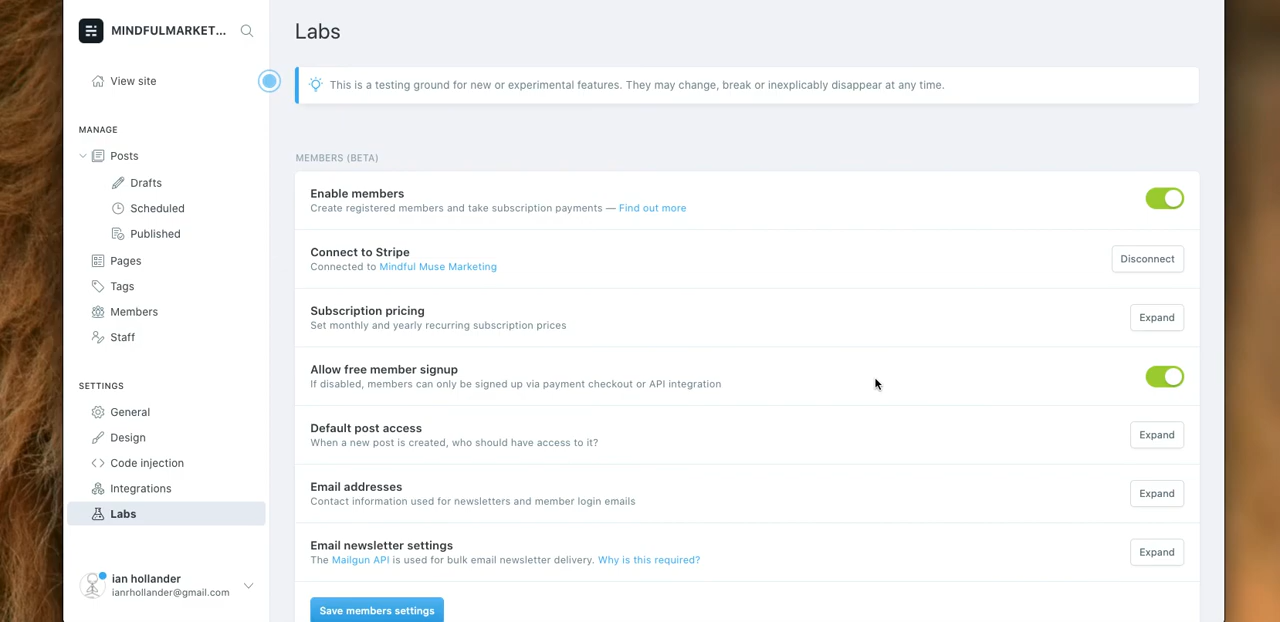 MINDFULMARKET...
View site
MANAGE
Posts
Drafts
Scheduled
Published
Pages
Tags
Members
Staff
SETTINGS
General
Design
Code injection
Integrations
Labs
ian hollander
ianrhollander@gmail.com
Labs
This is a testing ground for new or experimental features. They may change, break or inexplicably disappear at any time.
MEMBERS (BETA)
Enable members
Create registered members and take subscription payments — Find out more
Connect to Stripe
Connected to Mindful Muse Marketing
Disconnect
Subscription pricing
Set monthly and yearly recurring subscription prices
Expand
Allow free member signup
If disabled, members can only be signed up via payment checkout or API integration
Default post access
When a new post is created, who should have access to it?
Expand
Email addresses
Contact information used for newsletters and member login emails
Expand
Email newsletter settings
The Mailgun API is used for bulk email newsletter delivery. Why is this required?
Expand
Save members settings